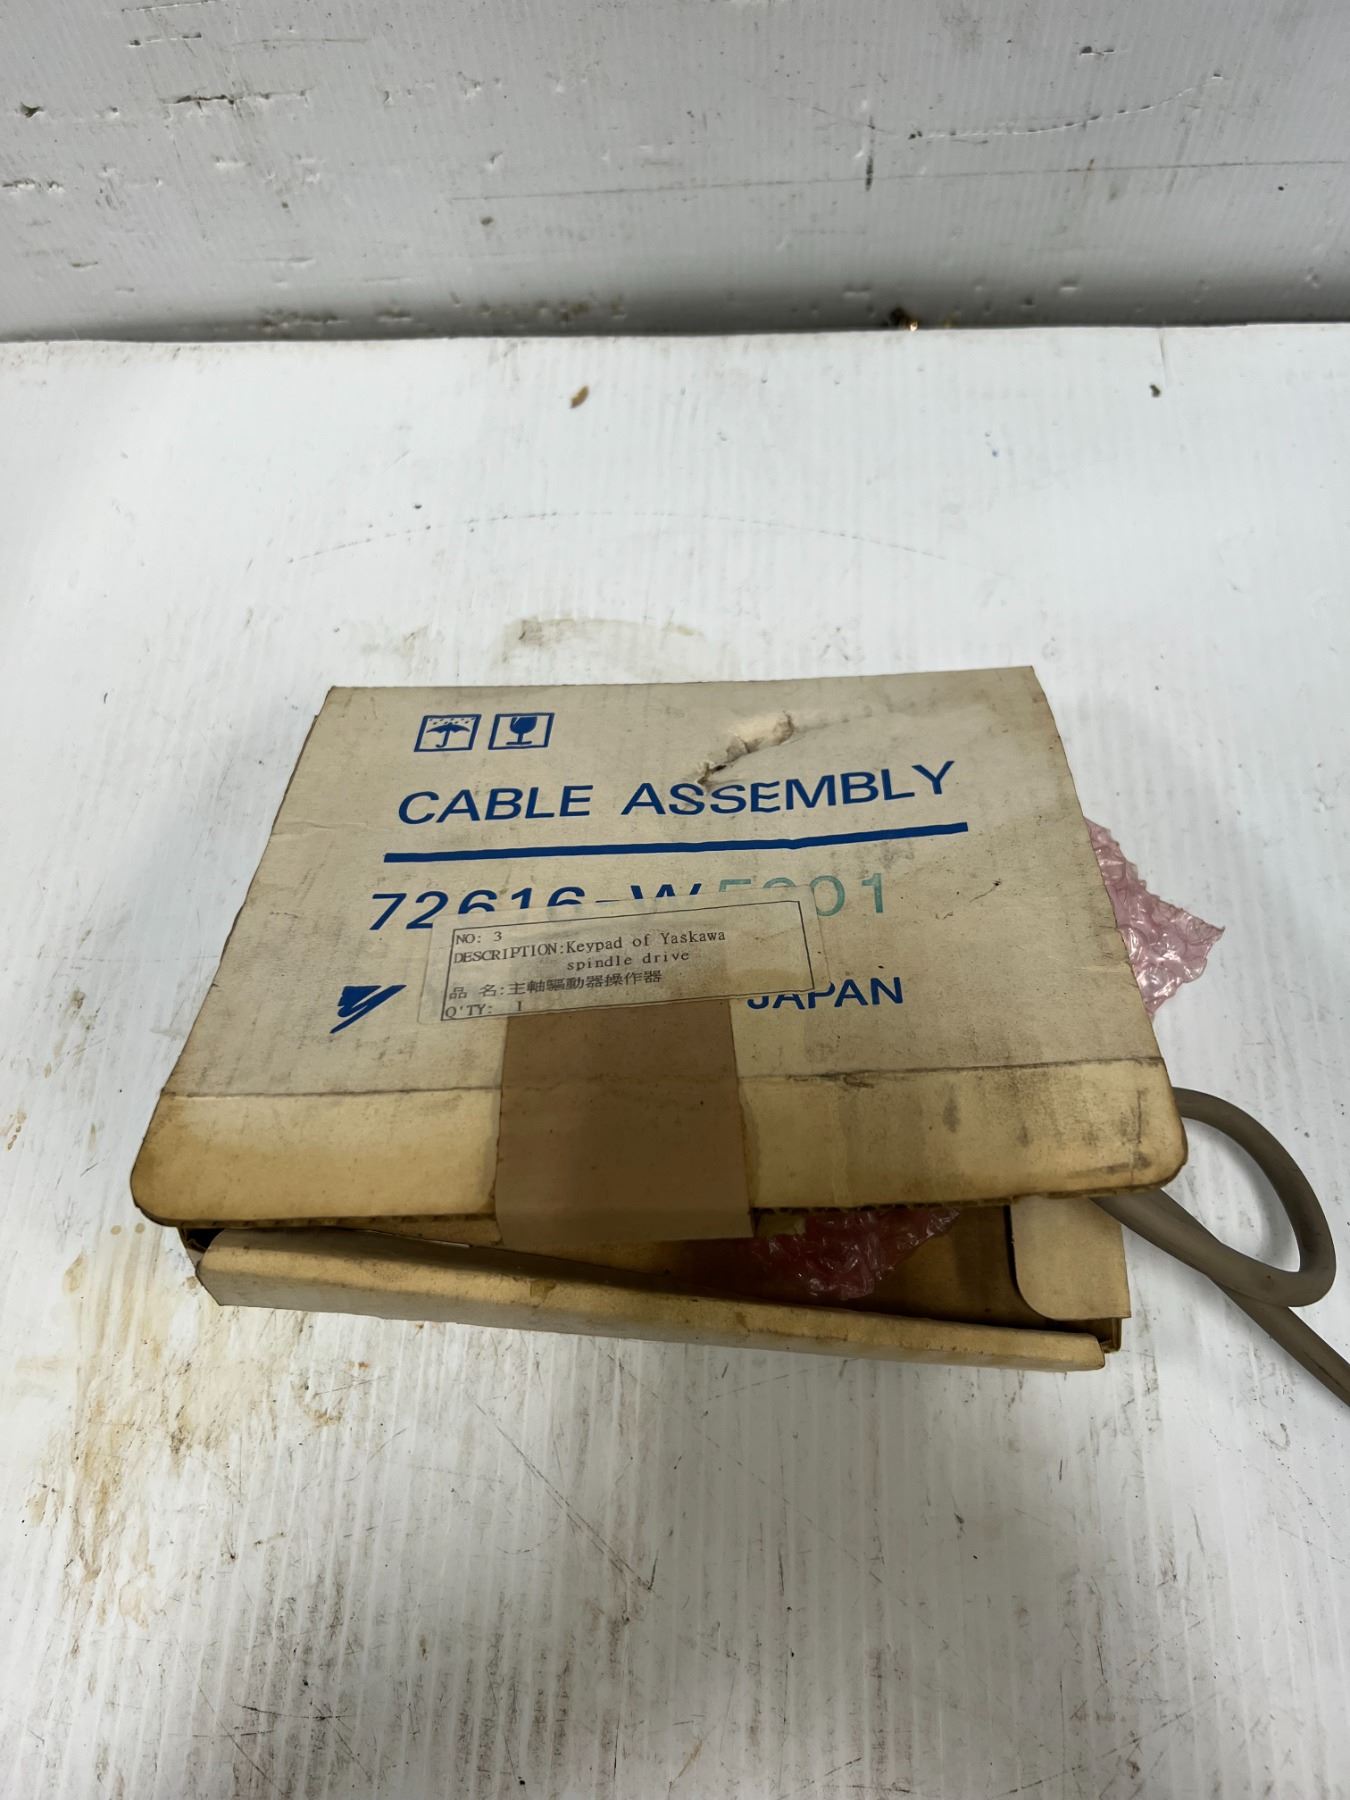 CABLE ASSEMBLY
72616-W5001
NO: 3
DESCRIPTION:Keypad of Yaskawa
spindle drive
品 名:主軸驅動器操作器
Q'TY: 1
JAPAN